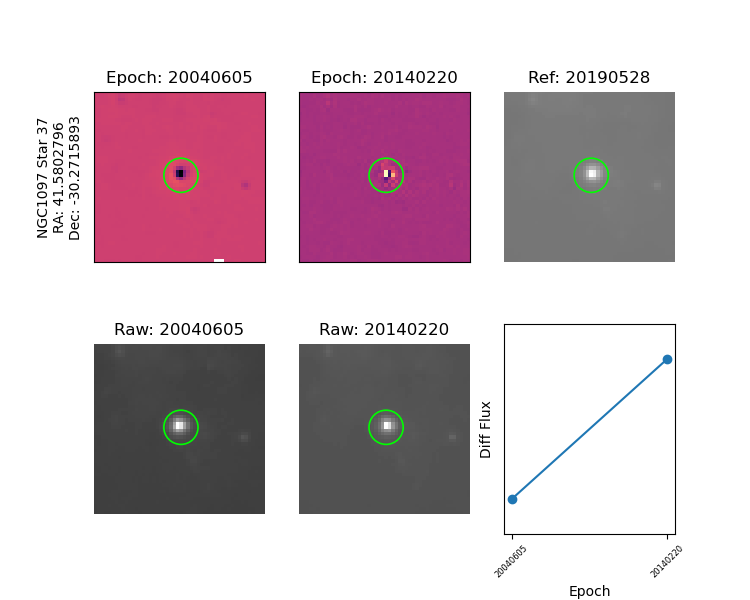 Epoch: 20040605
Epoch: 20140220
Ref: 20190528
NGC1097 Star 37
RA: 41.5802796
Dec: -30.2715893
Raw: 20040605
Raw: 20140220
Diff Flux
20040605
20140220
Epoch